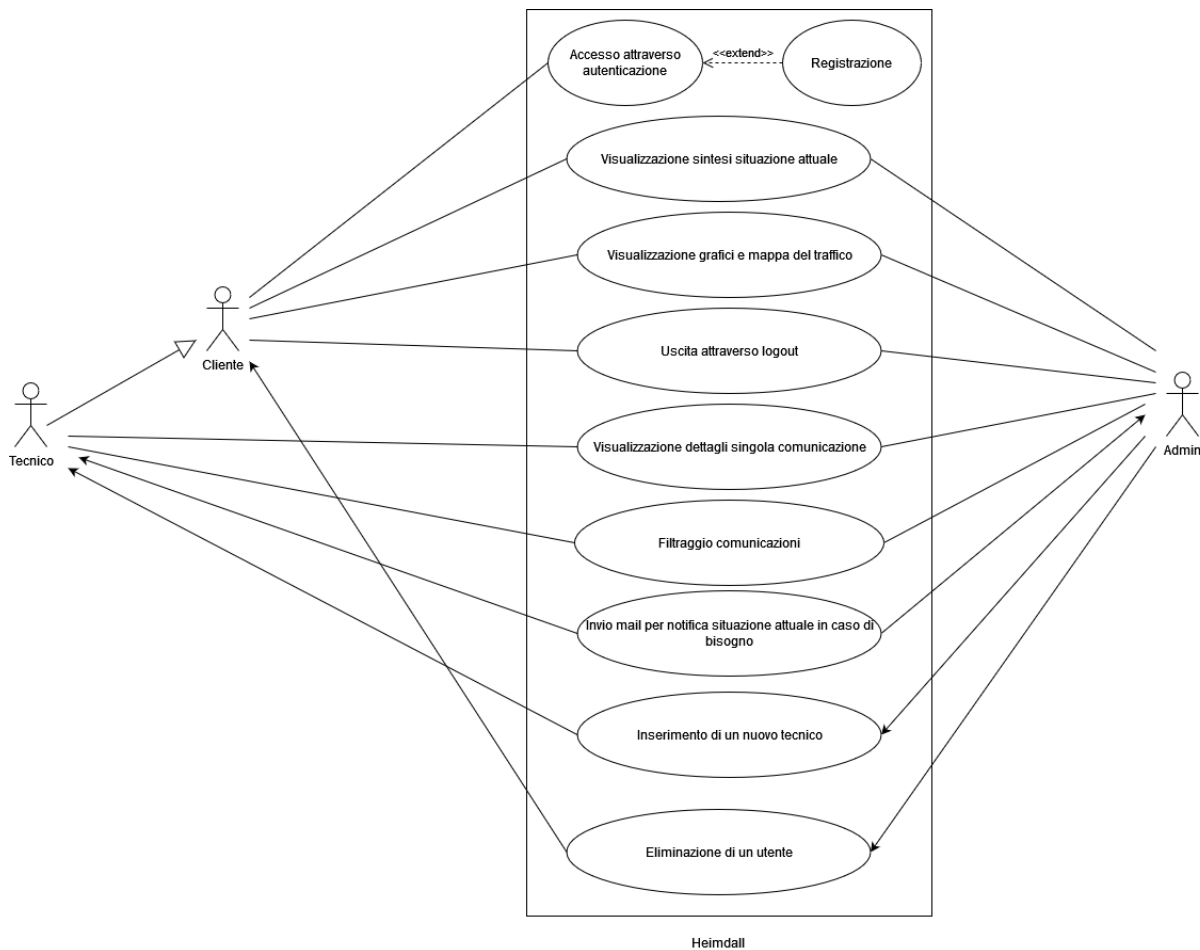 Accesso attraverso
autenticazione
<<extend>>
Registrazione
Visualizzazione sintesi situazione attuale
Visualizzazione grafici e mappa del traffico
Uscita attraverso logout
Cliente
Visualizzazione dettagli singola comunicazione
Tecnico
Admin
Filtraggio comunicazioni
Invio mail per notifica situazione attuale in caso di
bisogno
Inserimento di un nuovo tecnico
Eliminazione di un utente
Heimdall